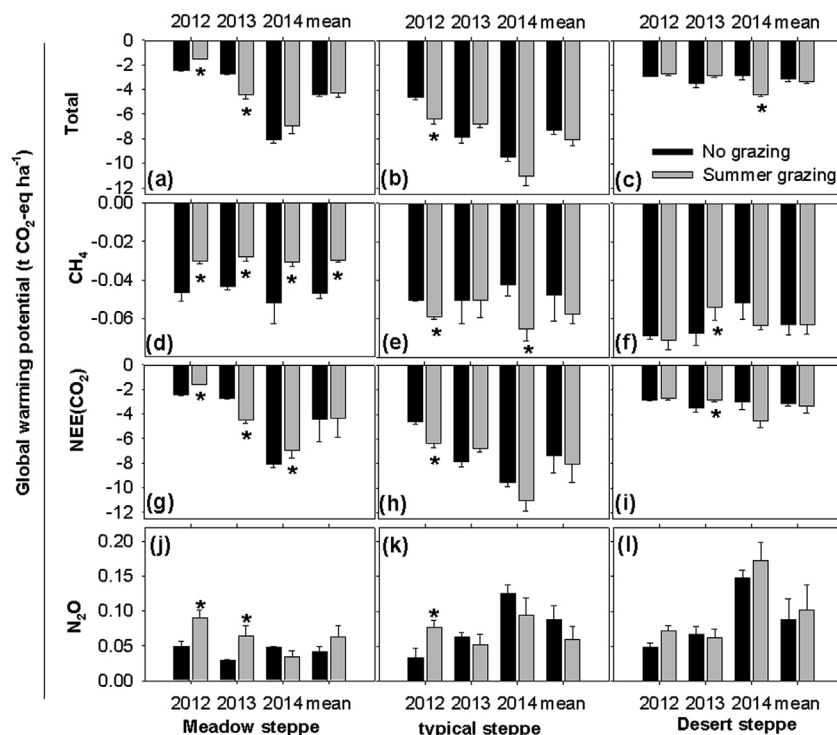 2012 2013 2014 mean 2012 2013 2014 mean 2012 2013 2014 mean
Global warming potential (t CO2-eq ha-1)
Total
0
-2
-4
-6
-8
-10
-12
* *
(a)
* 
(b)
*
No grazing
Summer grazing
(c)
CH4
0.00
-0.02
-0.04
-0.06
* * * *
(d)
* *
(e)
*
(f)
NEE(CO2)
0
-2
-4
-6
-8
-10
-12
* * *
(g)
*
(h)
*
(i)
N2O
0.20
0.15
0.10
0.05
0.00
(j)
* *
(k)
*
(l)
2012 2013 2014 mean 2012 2013 2014 mean 2012 2013 2014 mean
Meadow steppe typical steppe Desert steppe